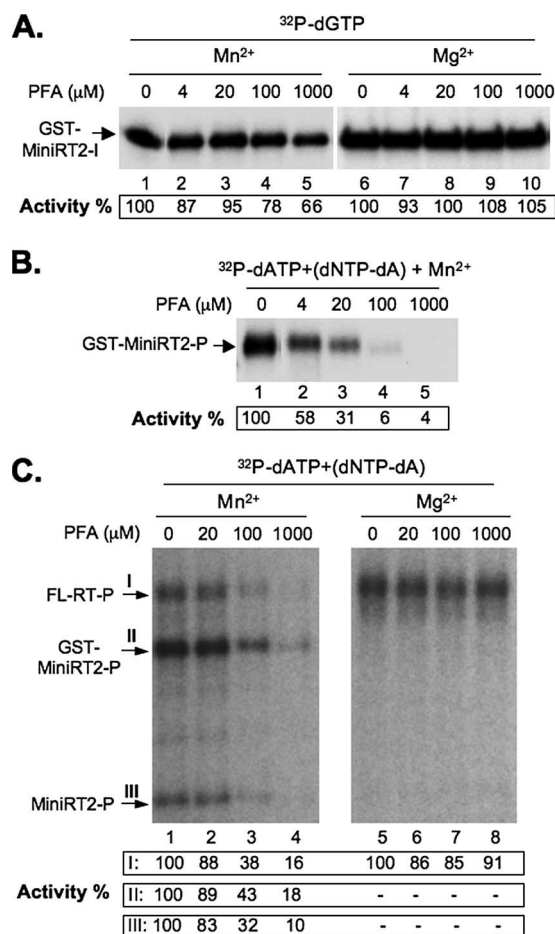 A.
³²P-dGTP
Mn²⁺ Mg²⁺
PFA (μM) 0 4 20 100 1000 0 4 20 100 1000
GST-
MiniRT2-I
1 2 3 4 5 6 7 8 9 10
Activity % 100 87 95 78 66 100 93 100 108 105
B.
³²P-dATP+(dNTP-dA) + Mn²⁺
PFA (μM) 0 4 20 100 1000
GST-MiniRT2-P
1 2 3 4 5
Activity % 100 58 31 6 4
C.
³²P-dATP+(dNTP-dA)
Mn²⁺ Mg²⁺
PFA (μM) 0 20 100 1000 0 20 100 1000
FL-RT-P I
GST- II
MiniRT2-P
MiniRT2-P III
1 2 3 4 5 6 7 8
I: 100 88 38 16 100 86 85 91
Activity % II: 100 89 43 18 - - - -
III: 100 83 32 10 - - - -